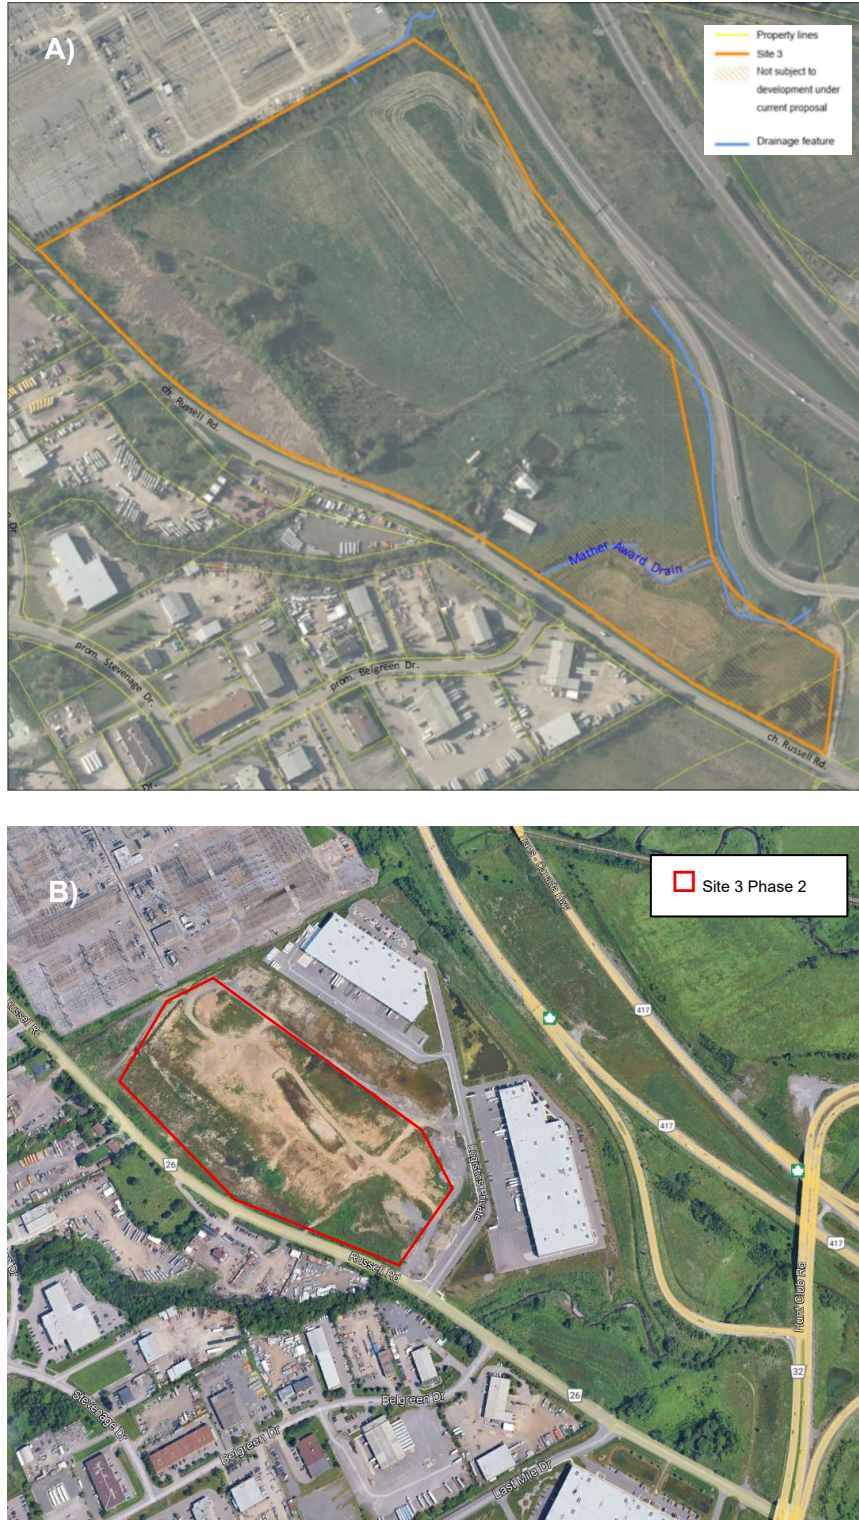 A)
Property lines
Site 3
Not subject to
development under
current proposal
Drainage feature
ch. Russell Rd.
Mather Award Drain
Dr.
prom. Stevenage Dr.
prom. Belgreen Dr.
ch. Russell Rd.
Dr.
B)
Site 3 Phase 2
417
Russell Rd
417
26
Logistics Private
417
Russell Rd
Hunt Club Rd
32
26
Belgreen Dr
Stevenage Dr
Belgreen Dr
Last Mile Dr